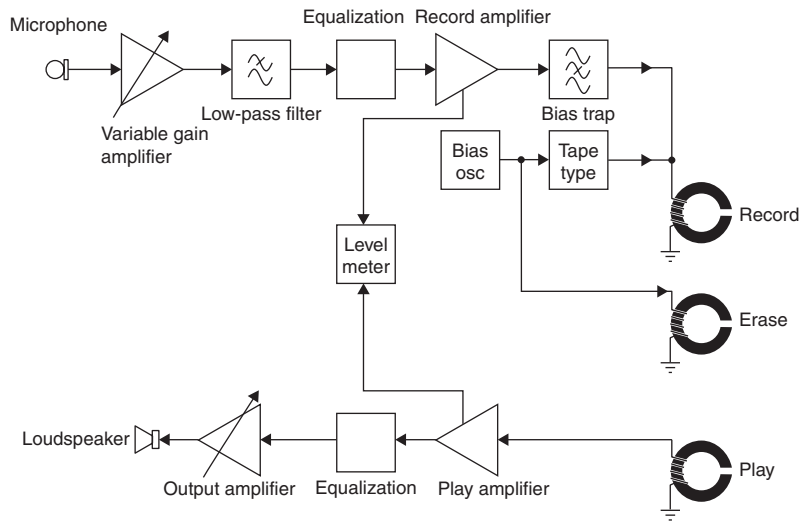 Microphone
Equalization
Record amplifier
Low-pass filter
Variable gain
amplifier
Bias trap
Bias
osc
Tape
type
Record
Level
meter
Erase
Loudspeaker
Output amplifier
Equalization
Play amplifier
Play